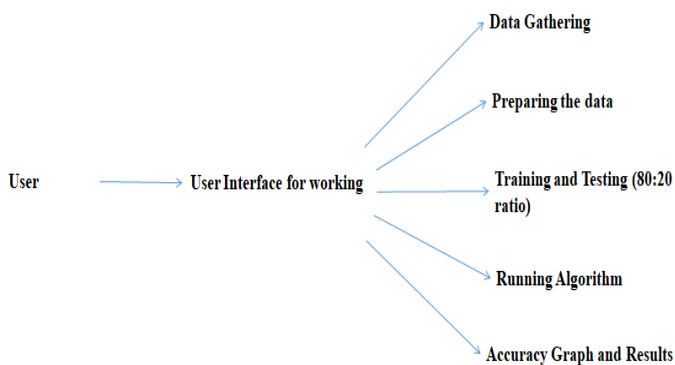 Data Gathering
Preparing the data
User
User Interface for working
Training and Testing (80:20
ratio)
Running Algorithm
Accuracy Graph and Results